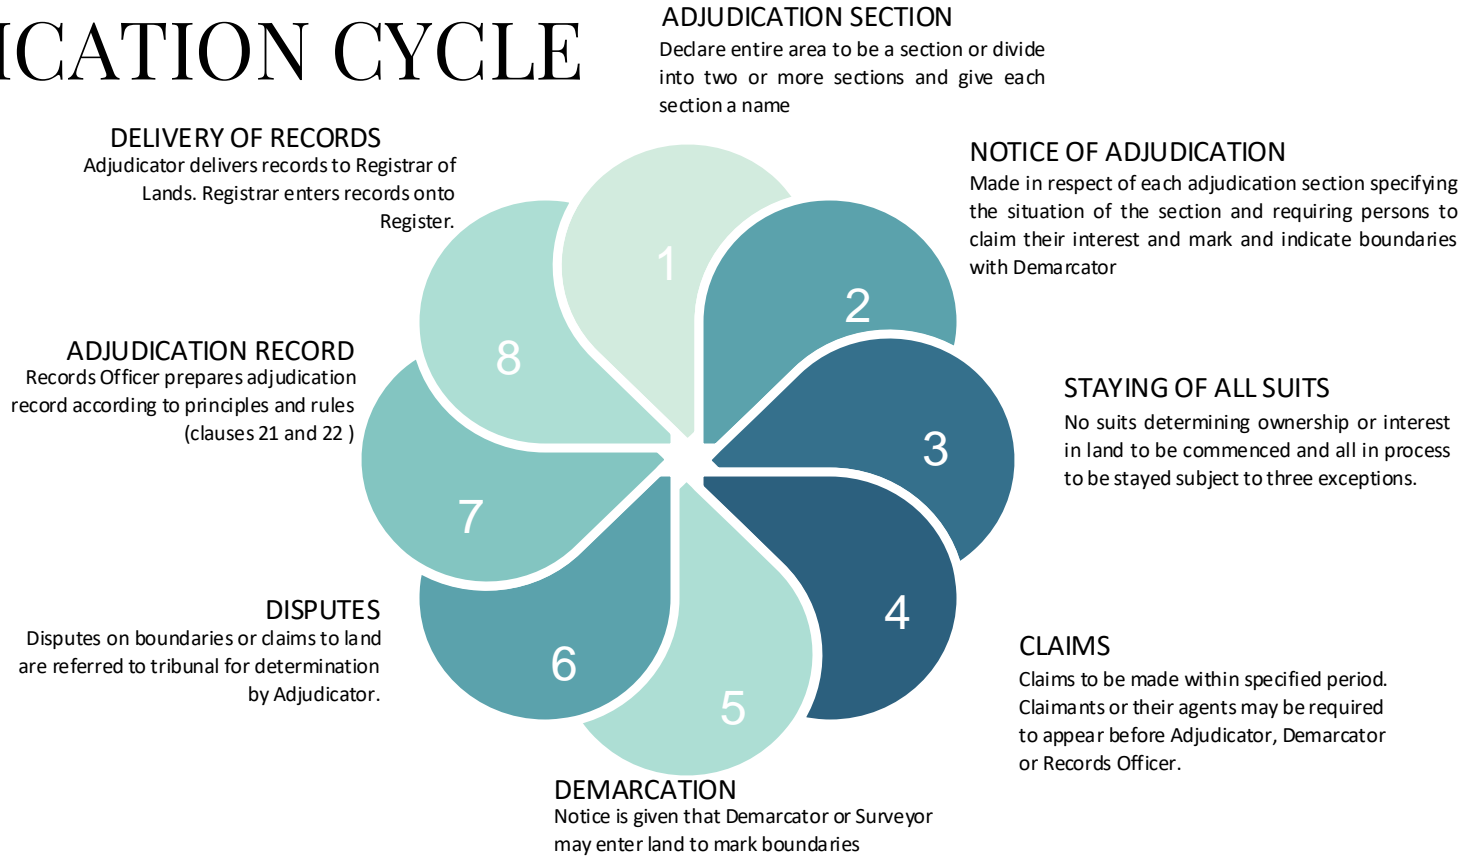 ICATION CYCLE
ADJUDICATION SECTION
Declare entire area to be a section or divide
into two or more sections and give each
section a name
NOTICE OF ADJUDICATION
Made in respect of each adjudication section specifying
the situation of the section and requiring persons to
claim their interest and mark and indicate boundaries
with Demarcator
STAYING OF ALL SUITS
No suits determining ownership or interest
in land to be commenced and all in process
to be stayed subject to three exceptions.
CLAIMS
Claims to be made within specified period.
Claimants or their agents may be required
to appear before Adjudicator, Demarcator
or Records Officer.
DEMARCATION
Notice is given that Demarcator or Surveyor
may enter land to mark boundaries
DISPUTES
Disputes on boundaries or claims to land
are referred to tribunal for determination
by Adjudicator.
ADJUDICATION RECORD
Records Officer prepares adjudication
record according to principles and rules
(clauses 21 and 22 )
DELIVERY OF RECORDS
Adjudicator delivers records to Registrar of
Lands. Registrar enters records onto
Register.
1
2
3
4
5
6
7
8